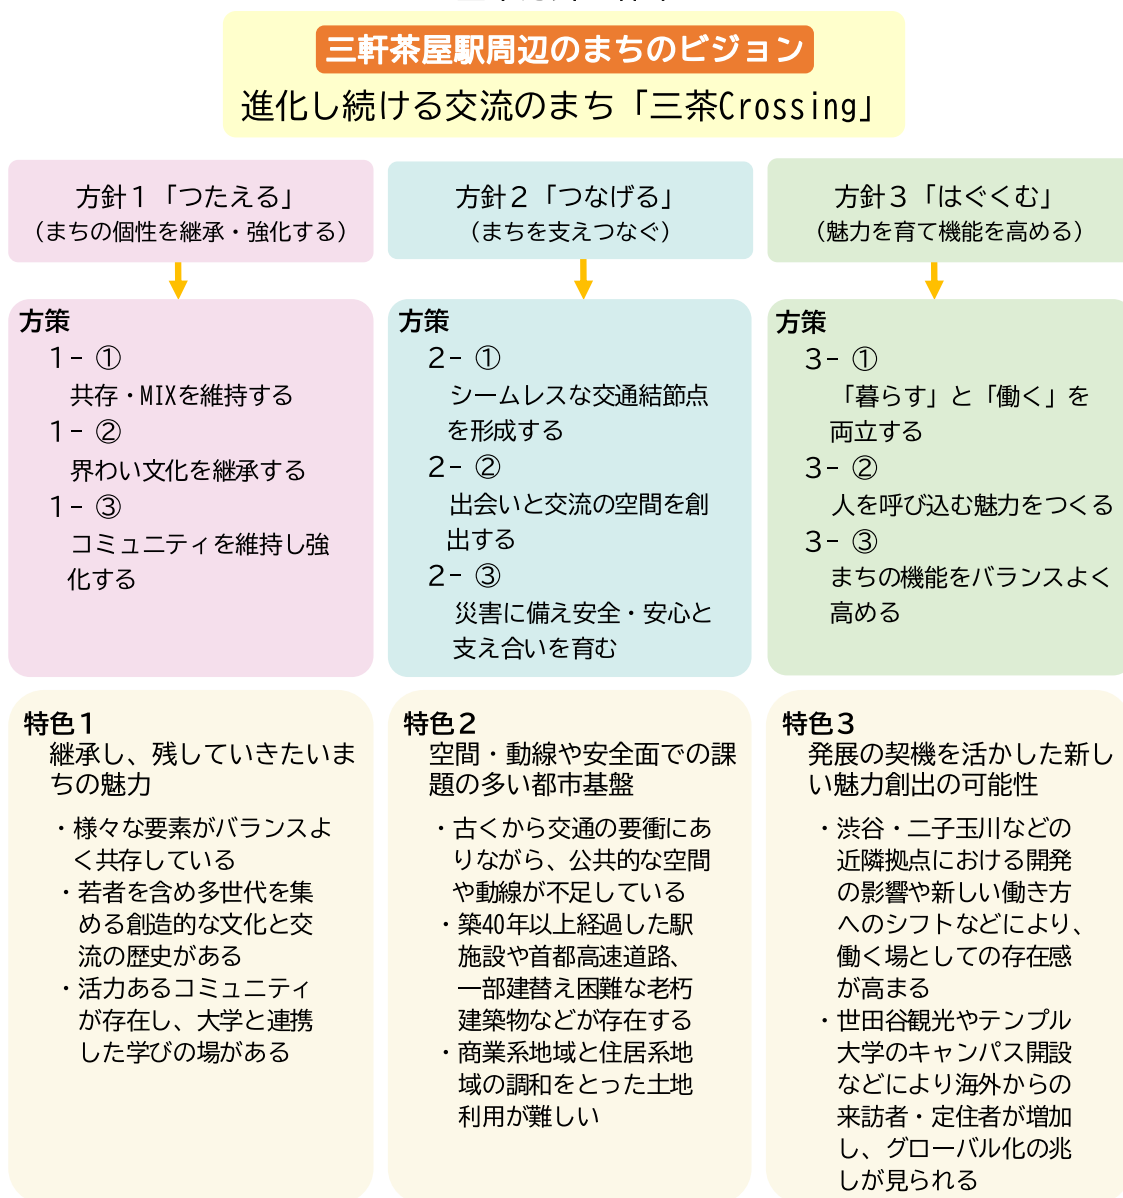 三軒茶屋駅周辺のまちのビジョン
進化し続ける交流のまち「三茶Crossing」
方針1「つたえる」
(まちの個性を継承・強化する)
方策
1- ①
共存・MIXを維持する
1- ②
界わい文化を継承する
1- ③
コミュニティを維持し強
化する
特色1
継承し、残していきたいま
ちの魅力
・様々な要素がバランスよ
く共存している
・若者を含め多世代を集
める創造的な文化と交
流の歴史がある
・活力あるコミュニティ
が存在し、大学と連携
した学びの場がある
方針2「つなげる」
(まちを支えつなぐ)
方策
2- ①
シームレスな交通結節点
を形成する
2- ②
出会いと交流の空間を創
出する
2- ③
災害に備え安全・安心と
支え合いを育む
特色2
空間・動線や安全面での課
題の多い都市基盤
・古くから交通の要衝にあ
りながら、公共的な空間
や動線が不足している
・築40年以上経過した駅
施設や首都高速道路、
一部建替え困難な老朽
建築物などが存在する
・商業系地域と住居系地
域の調和をとった土地
利用が難しい
方針3「はぐくむ」
(魅力を育て機能を高める)
方策
3- ①
「暮らす」と「働く」を
両立する
3- ②
人を呼び込む魅力をつくる
3- ③
まちの機能をバランスよく
高める
特色3
発展の契機を活かした新し
い魅力創出の可能性
・渋谷・二子玉川などの
近隣拠点における開発
の影響や新しい働き方
へのシフトなどにより、
働く場としての存在感
が高まる
・世田谷観光やテンプル
大学のキャンパス開設
などにより海外からの
来訪者・定住者が増加
し、グローバル化の兆
しが見られる